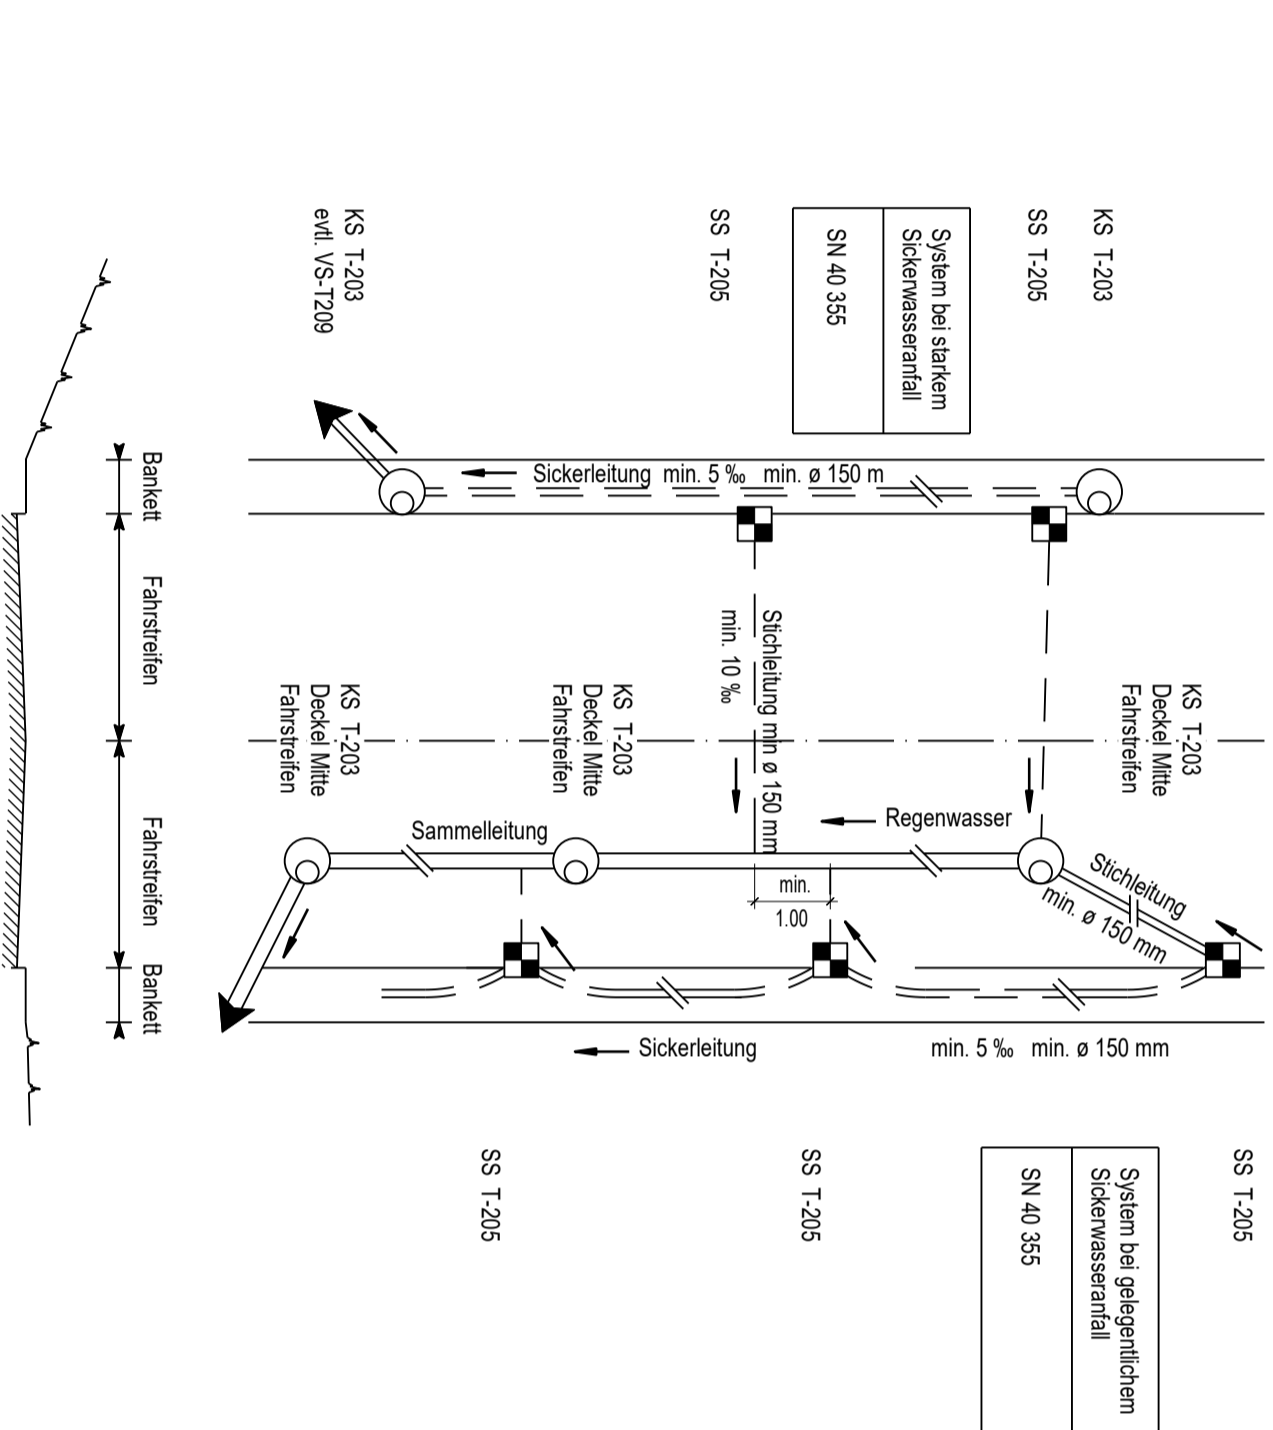 KS T-203
evtl. VS-T209
SS T-205
System bei starkem
Sickerwasseranfall
SN 40 355
SS T-205
KS T-203
Sickerleitung min. 5 ‰ min. ø 150 m
Bankett
Fahrstreifen
Fahrstreifen
Bankett
Stichleitung min ø 150 mm
min. 10 ‰
KS T-203
Deckel Mitte
Fahrstreifen
KS T-203
Deckel Mitte
Fahrstreifen
KS T-203
Deckel Mitte
Fahrstreifen
Sammelleitung
Regenwasser
Stichleitung
min. ø 150 mm
min.
1.00
Sickerleitung
min. 5 ‰ min. ø 150 mm
SS T-205
SS T-205
SS T-205
System bei gelegentlichem
Sickerwasseranfall
SN 40 355